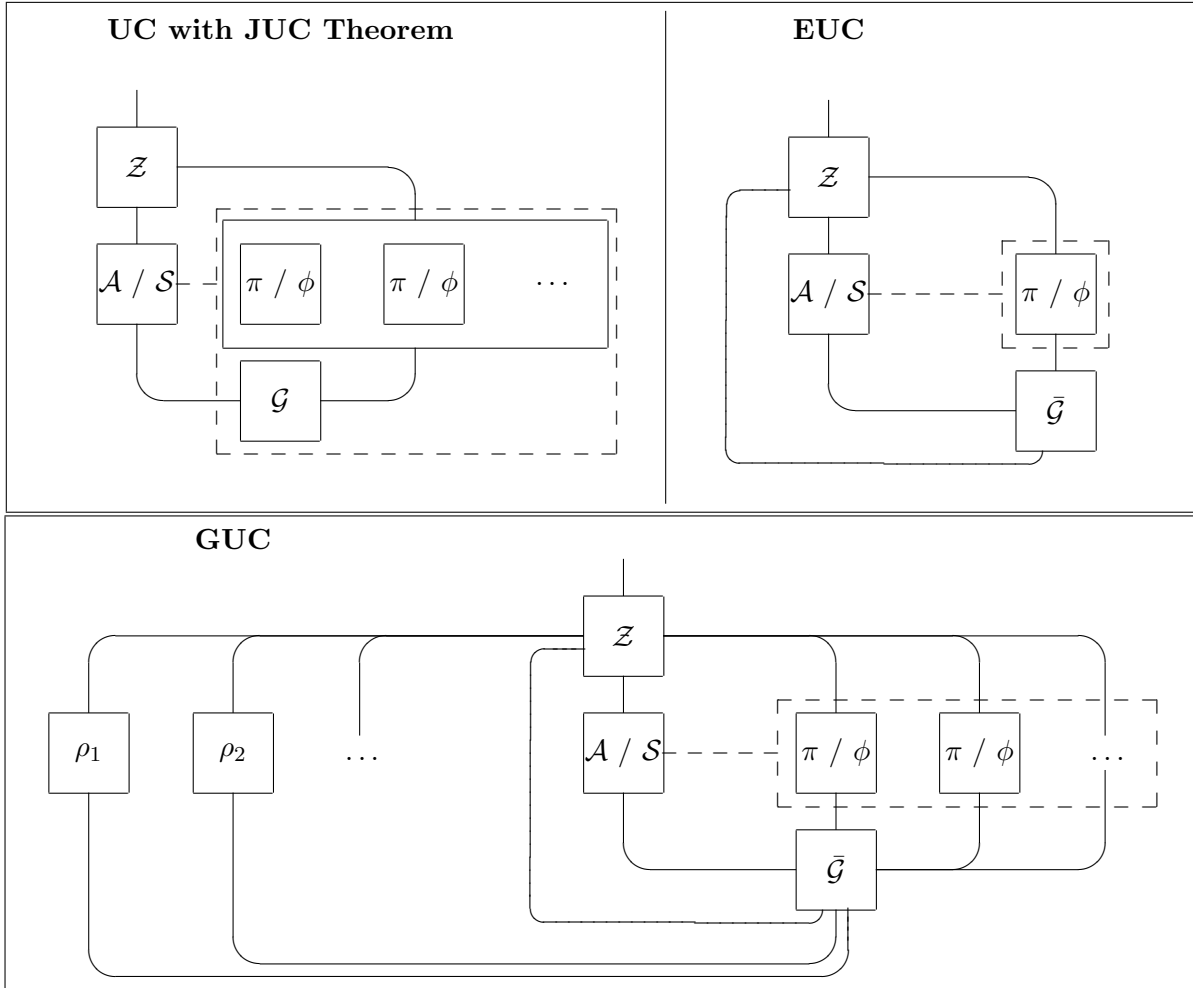 UC with JUC Theorem
𝒵
𝒜 / 𝒮
π / ϕ
π / ϕ
...
𝒢
EUC
𝒵
𝒜 / 𝒮
π / ϕ
𝒢̄
GUC
𝒵
ρ₁
ρ₂
...
𝒜 / 𝒮
π / ϕ
π / ϕ
...
𝒢̄